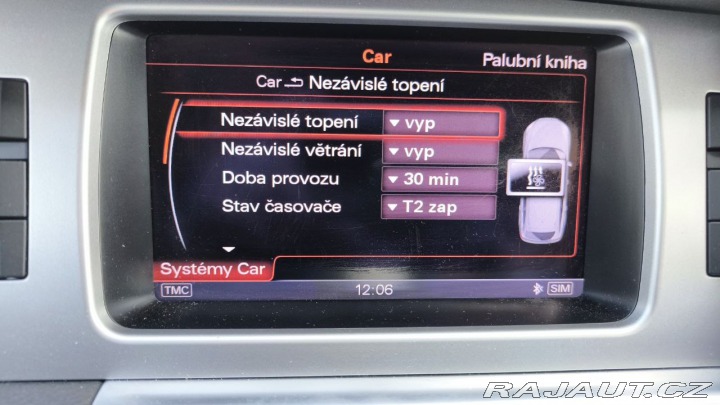 Car
Palubní kniha
Car Nezávislé topení
Nezávislé topení vyp
Nezávislé větrání vyp
Doba provozu 30 min
Stav časovače T2 zap
Systémy Car
TMC 12:06 SIM
RAJAUT.CZ